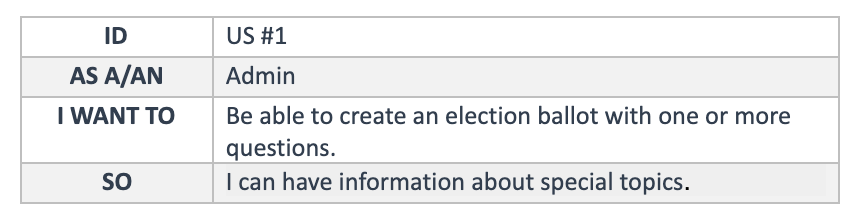 ID US #1
AS A/AN Admin
I WANT TO Be able to create an election ballot with one or more
questions.
SO I can have information about special topics.